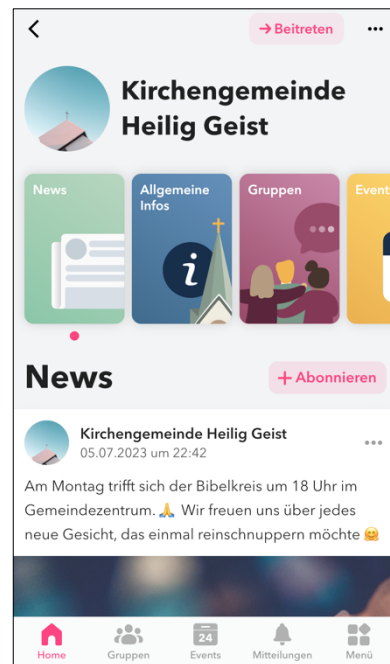 Beitreten
Kirchengemeinde
Heilig Geist
News
Allgemeine
Infos
Gruppen
Event
News
+ Abonnieren
Kirchengemeinde Heilig Geist
05.07.2023 um 22:42
Am Montag trifft sich der Bibelkreis um 18 Uhr im
Gemeindezentrum. 🙏 Wir freuen uns über jedes
neue Gesicht, das einmal reinschnuppern möchte 🤗
24
Home
Gruppen
Events
Mitteilungen
Menü